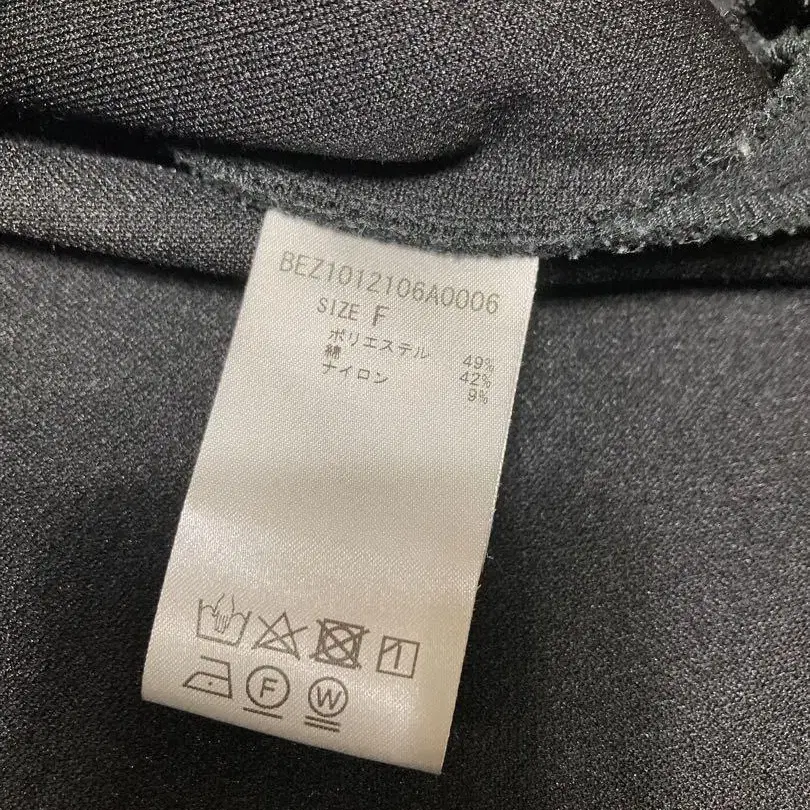 BEZ1012106A0006
SIZE F
ポリエステル 49%
綿 42%
ナイロン 9%
F W